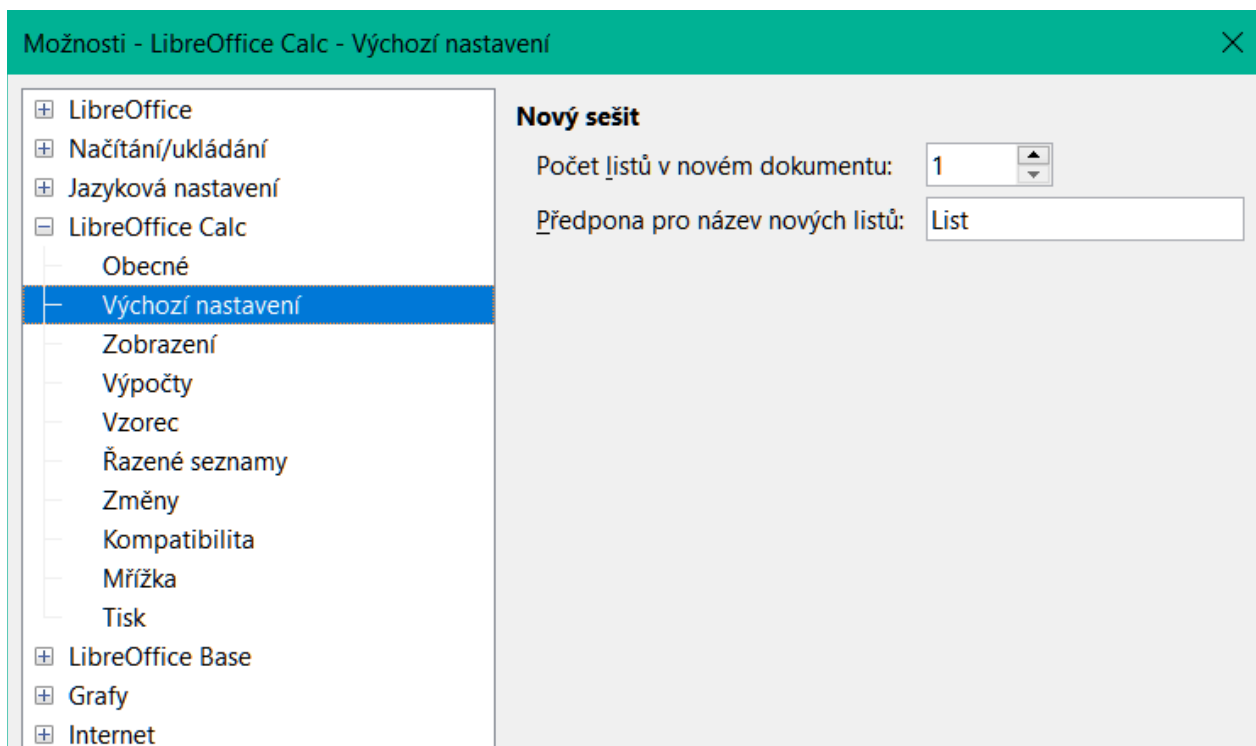 Možnosti - LibreOffice Calc - Výchozí nastavení
LibreOffice
Načítání/ukládání
Jazyková nastavení
LibreOffice Calc
Obecné
Výchozí nastavení
Zobrazení
Výpočty
Vzorec
Řazené seznamy
Změny
Kompatibilita
Mřížka
Tisk
LibreOffice Base
Grafy
Internet
Nový sešit
Počet listů v novém dokumentu: 1
Předpona pro název nových listů: List